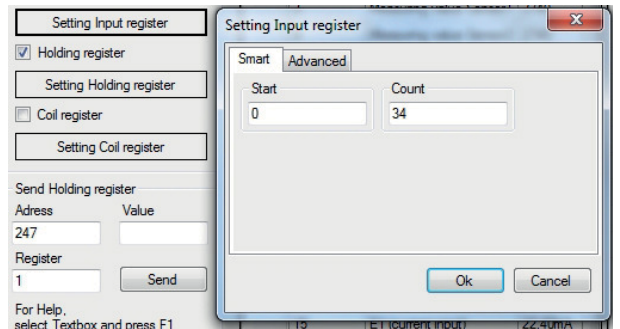 Setting Input register
Holding register
Setting Holding register
Coil register
Setting Coil register
Send Holding register
Adress Value
247
Register
1 Send
For Help,
select Textbox and press F1
Setting Input register
Smart Advanced
Start Count
0 34
Ok Cancel
15 E1 (current input) 22.40mA